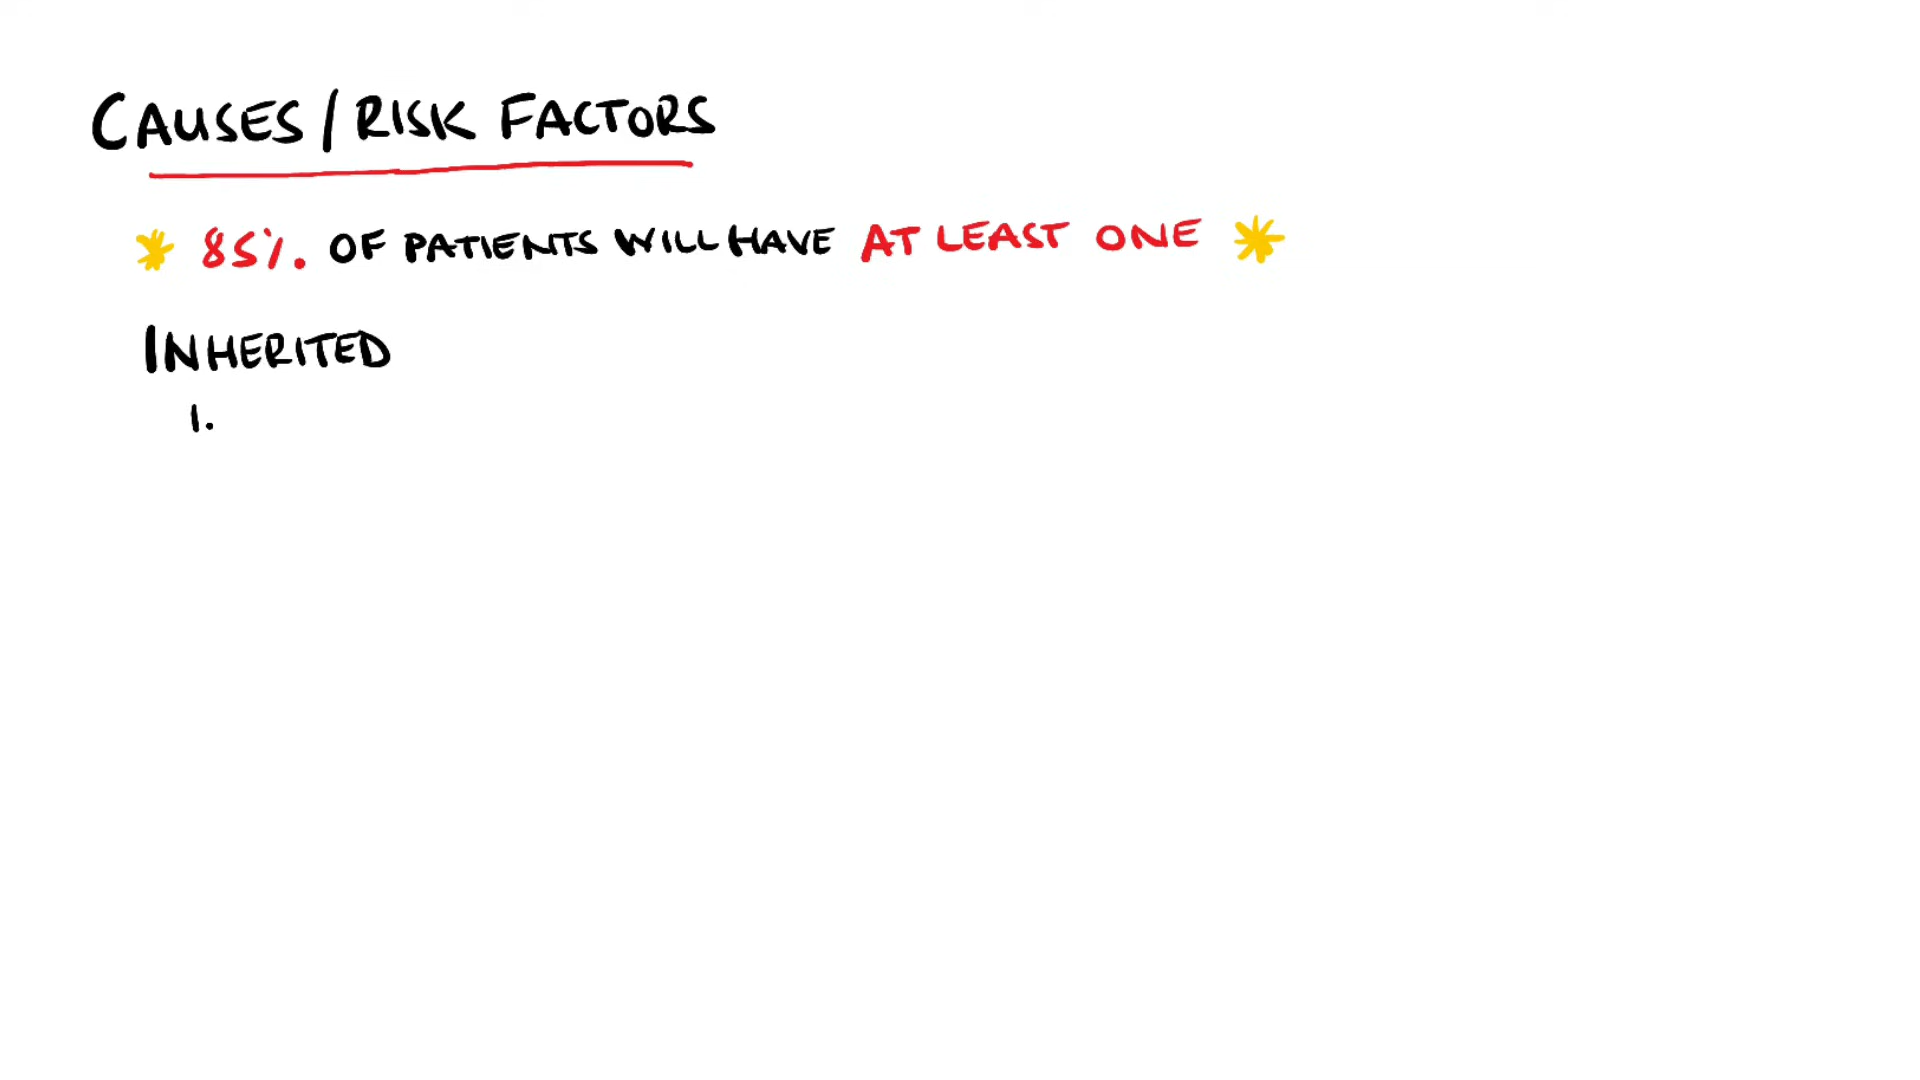 CAUSES / RISK FACTORS
* 85%. OF PATIENTS WILL HAVE AT LEAST ONE *
INHERITED
1.